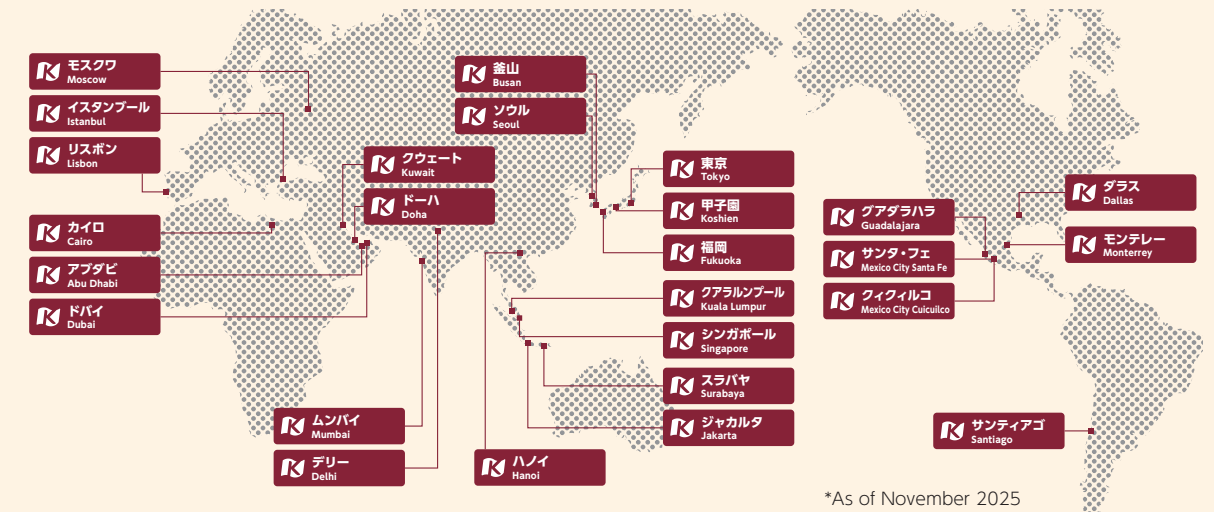 モスクワ
Moscow
イスタンブール
Istanbul
リスボン
Lisbon
カイロ
Cairo
アブダビ
Abu Dhabi
ドバイ
Dubai
クウェート
Kuwait
ドーハ
Doha
ムンバイ
Mumbai
デリー
Delhi
釜山
Busan
ソウル
Seoul
ハノイ
Hanoi
東京
Tokyo
甲子園
Koshien
福岡
Fukuoka
クアラルンプール
Kuala Lumpur
シンガポール
Singapore
スラバヤ
Surabaya
ジャカルタ
Jakarta
グアダラハラ
Guadalajara
サンタ・フェ
Mexico City Santa Fe
クィクィルコ
Mexico City Cuicuilco
ダラス
Dallas
モンテレー
Monterrey
サンティアゴ
Santiago
*As of November 2025